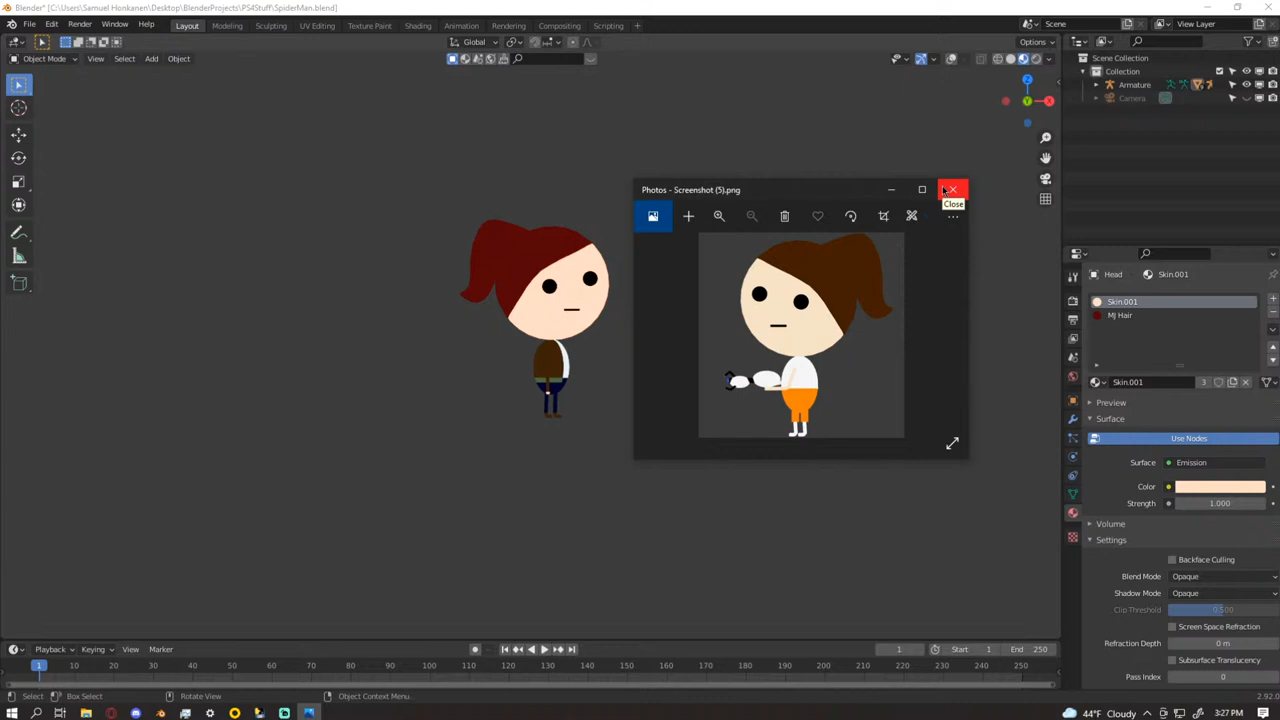 Blender* [C:\Users\Samuel Honkanen\Desktop\BlenderProjects\PS4Stuff\SpiderMan.blend]
File Edit Render Window Help Layout Modeling Sculpting UV Editing Texture Paint Shading Animation Rendering Compositing Scripting + Scene View Layer
Global Options
Object Mode View Select Add Object
Scene Collection
Collection
Armature
Camera
Z
X
Y
Photos - Screenshot (5).png
Close
Head Skin.001
Skin.001
MJ Hair
Skin.001 3
Preview
Surface
Use Nodes
Surface Emission
Color
Strength 1.000
Volume
Settings
Backface Culling
Blend Mode Opaque
Shadow Mode Opaque
Clip Threshold 0.500
Screen Space Refraction
Refraction Depth 0 m
Subsurface Translucency
Pass Index 0
Playback Keying View Marker 1 Start 1 End 250
1 10 20 30 40 50 60 70 80 90 100 110 120 130 140 150 160 170 180 190 200 210 220 230 240 250
Select Box Select Rotate View Object Context Menu 2.92.0
44°F Cloudy 3:27 PM